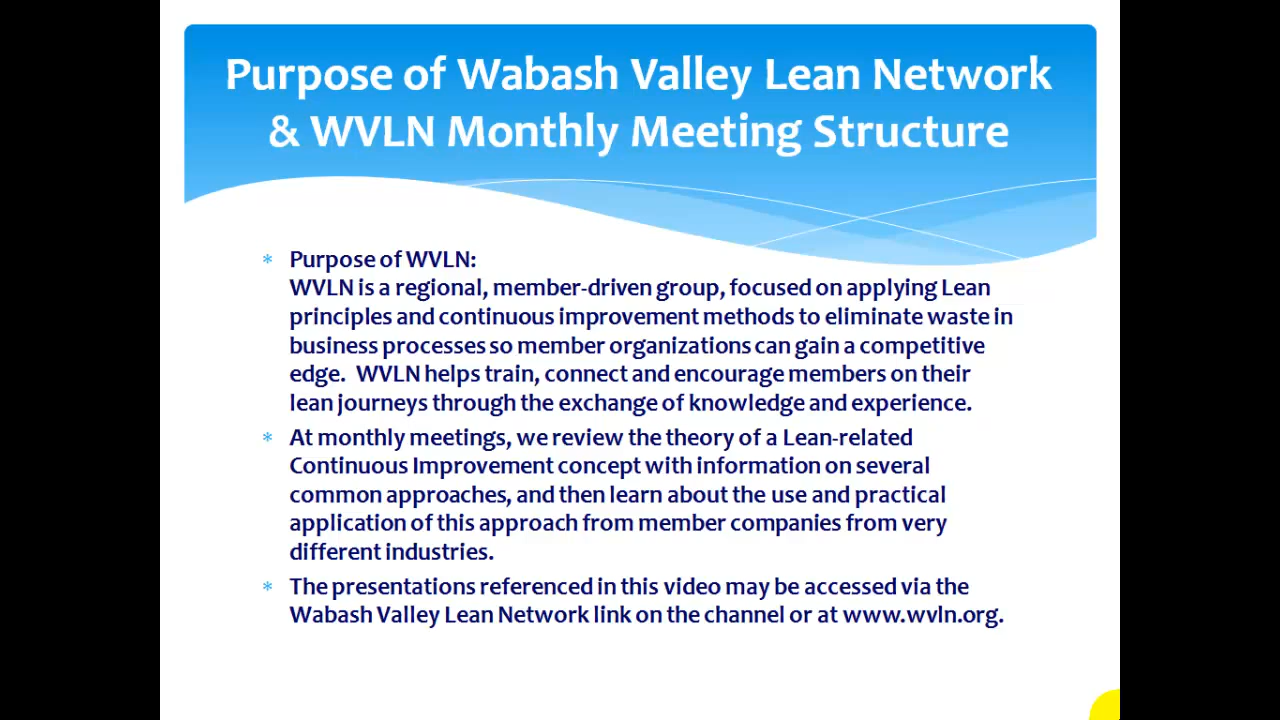 Purpose of Wabash Valley Lean Network
& WVLN Monthly Meeting Structure
* Purpose of WVLN:
WVLN is a regional, member-driven group, focused on applying Lean
principles and continuous improvement methods to eliminate waste in
business processes so member organizations can gain a competitive
edge.  WVLN helps train, connect and encourage members on their
lean journeys through the exchange of knowledge and experience.
* At monthly meetings, we review the theory of a Lean-related
Continuous Improvement concept with information on several
common approaches, and then learn about the use and practical
application of this approach from member companies from very
different industries.
* The presentations referenced in this video may be accessed via the
Wabash Valley Lean Network link on the channel or at www.wvln.org.